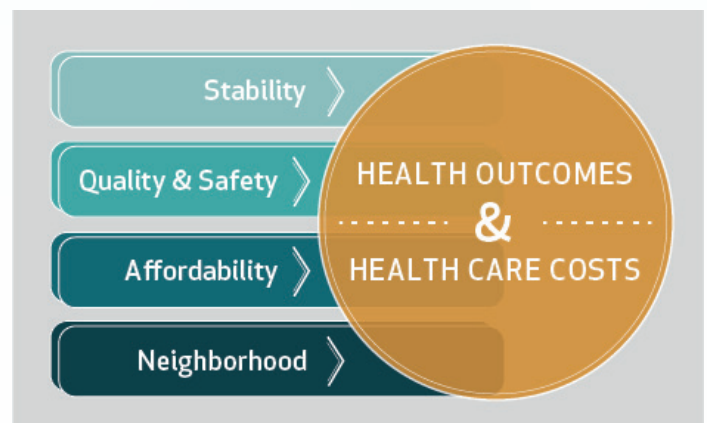 Stability
Quality & Safety
Affordability
Neighborhood
HEALTH OUTCOMES
&
HEALTH CARE COSTS